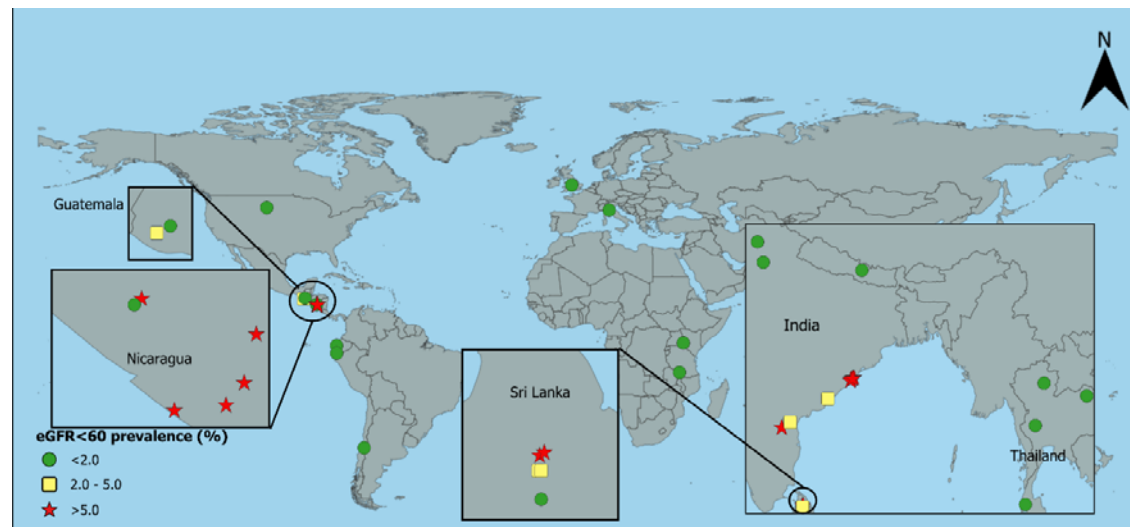 N
Guatemala
Nicaragua
India
Sri Lanka
Thailand
eGFR<60 prevalence (%)
<2.0
2.0 - 5.0
>5.0